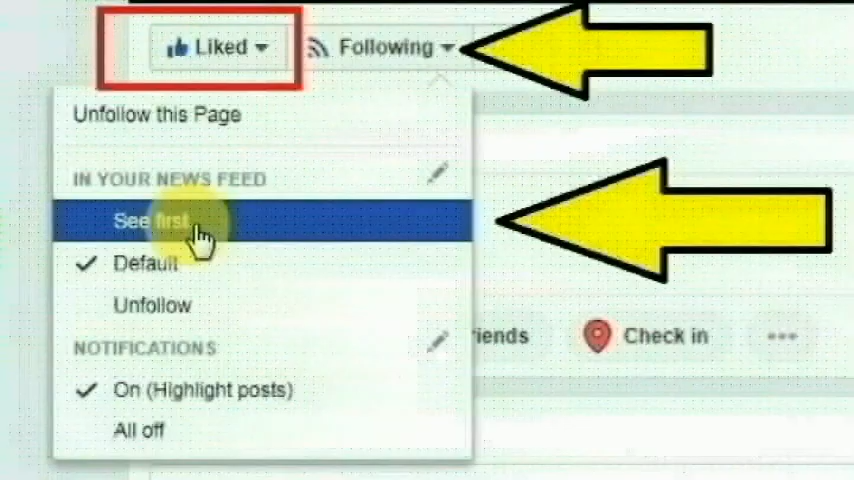 Liked Following
Unfollow this Page
IN YOUR NEWS FEED
See first
Default
Unfollow
riends Check in
NOTIFICATIONS
On (Highlight posts)
All off